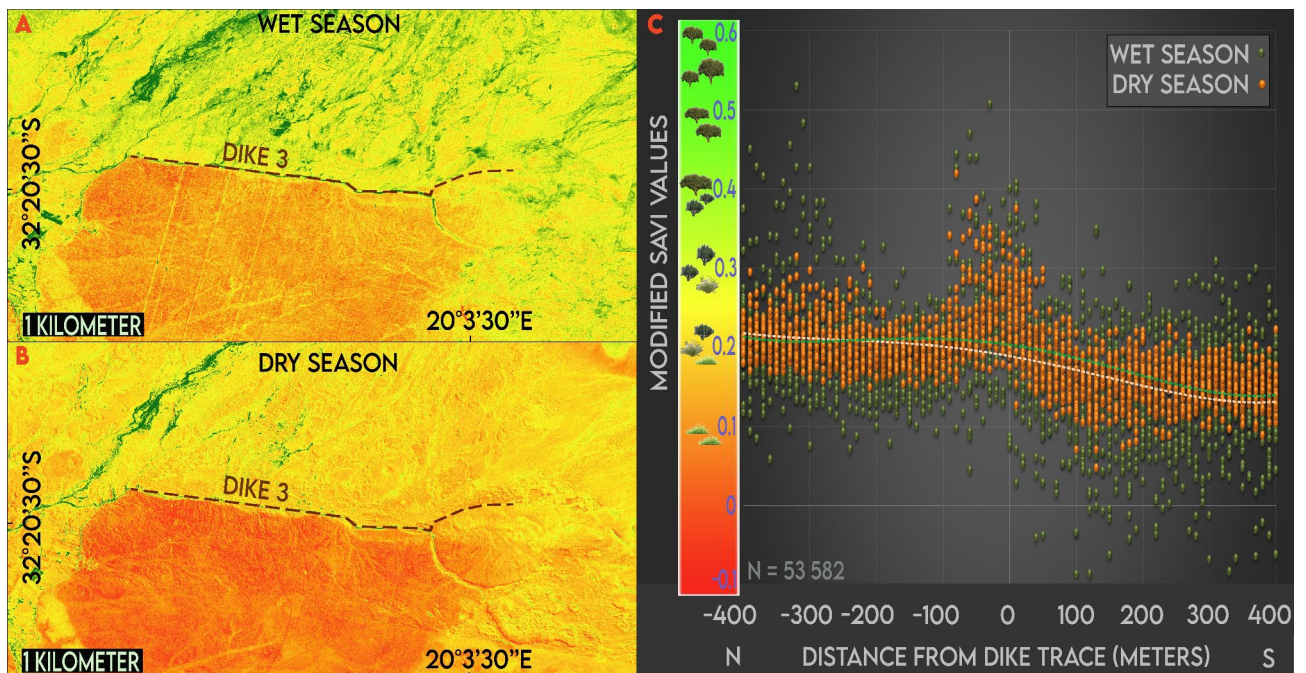 A
WET SEASON
DIKE 3
32°20'30"S
1 KILOMETER
20°3'30"E
B
DRY SEASON
DIKE 3
32°20'30"S
1 KILOMETER
20°3'30"E
C
WET SEASON
DRY SEASON
MODIFIED SAVI VALUES
0.6
0.5
0.4
0.3
0.2
0.1
0
-0.1
N = 53 582
-400 -300 -200 -100 0 100 200 300 400
N DISTANCE FROM DIKE TRACE (METERS) S